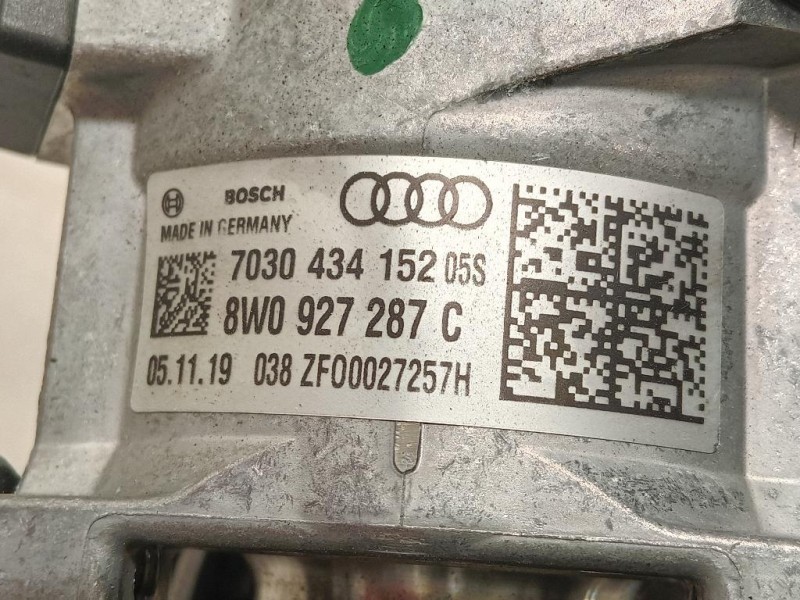 BOSCH
MADE IN GERMANY
7030 434 152 05S
8W0 927 287 C
05.11.19 038 ZF00027257H